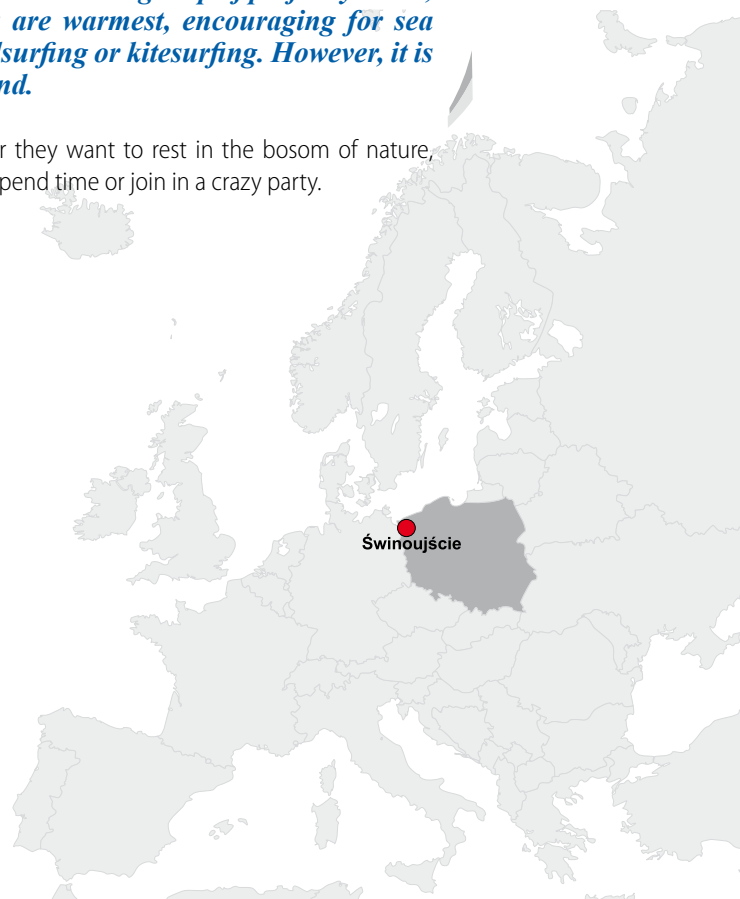 are warmest, encouraging for sea
surfing or kitesurfing. However, it is
they want to rest in the bosom of nature,
pend time or join in a crazy party.
Świnoujście